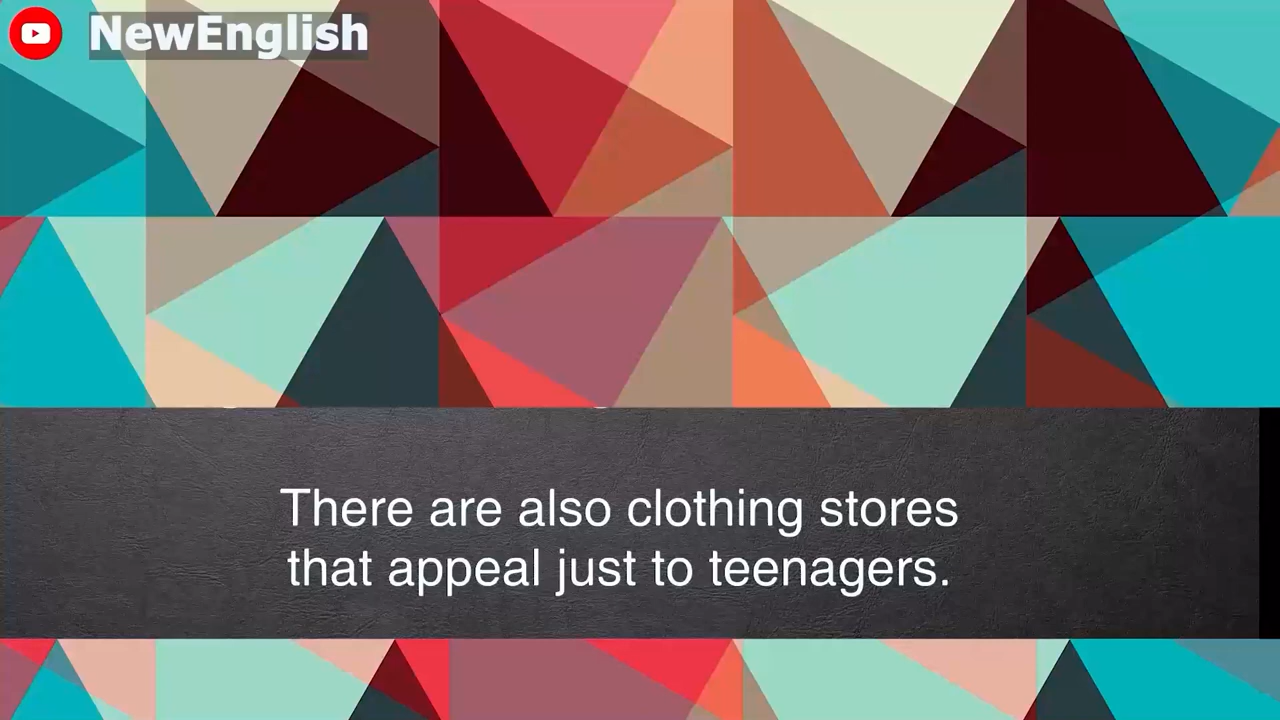 NewEnglish
There are also clothing stores
that appeal just to teenagers.